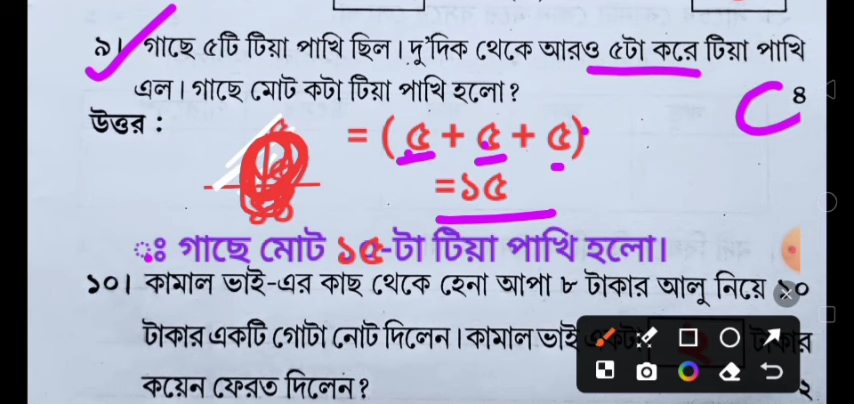 ৯। গাছে ৫টি টিয়া পাখি ছিল। দু'দিক থেকে আরও ৫টা করে টিয়া পাখি
এল। গাছে মোট কটা টিয়া পাখি হলো? ৪
উত্তর :
= (৫ + ৫ + ৫)
=১৫
ঃ গাছে মোট ১৫-টা টিয়া পাখি হলো।
১০। কামাল ভাই-এর কাছ থেকে হেনা আপা ৮ টাকার আলু নিয়ে ১০
টাকার একটি গোটা নোট দিলেন। কামাল ভাই একটা টাকার
কয়েন ফেরত দিলেন? ২